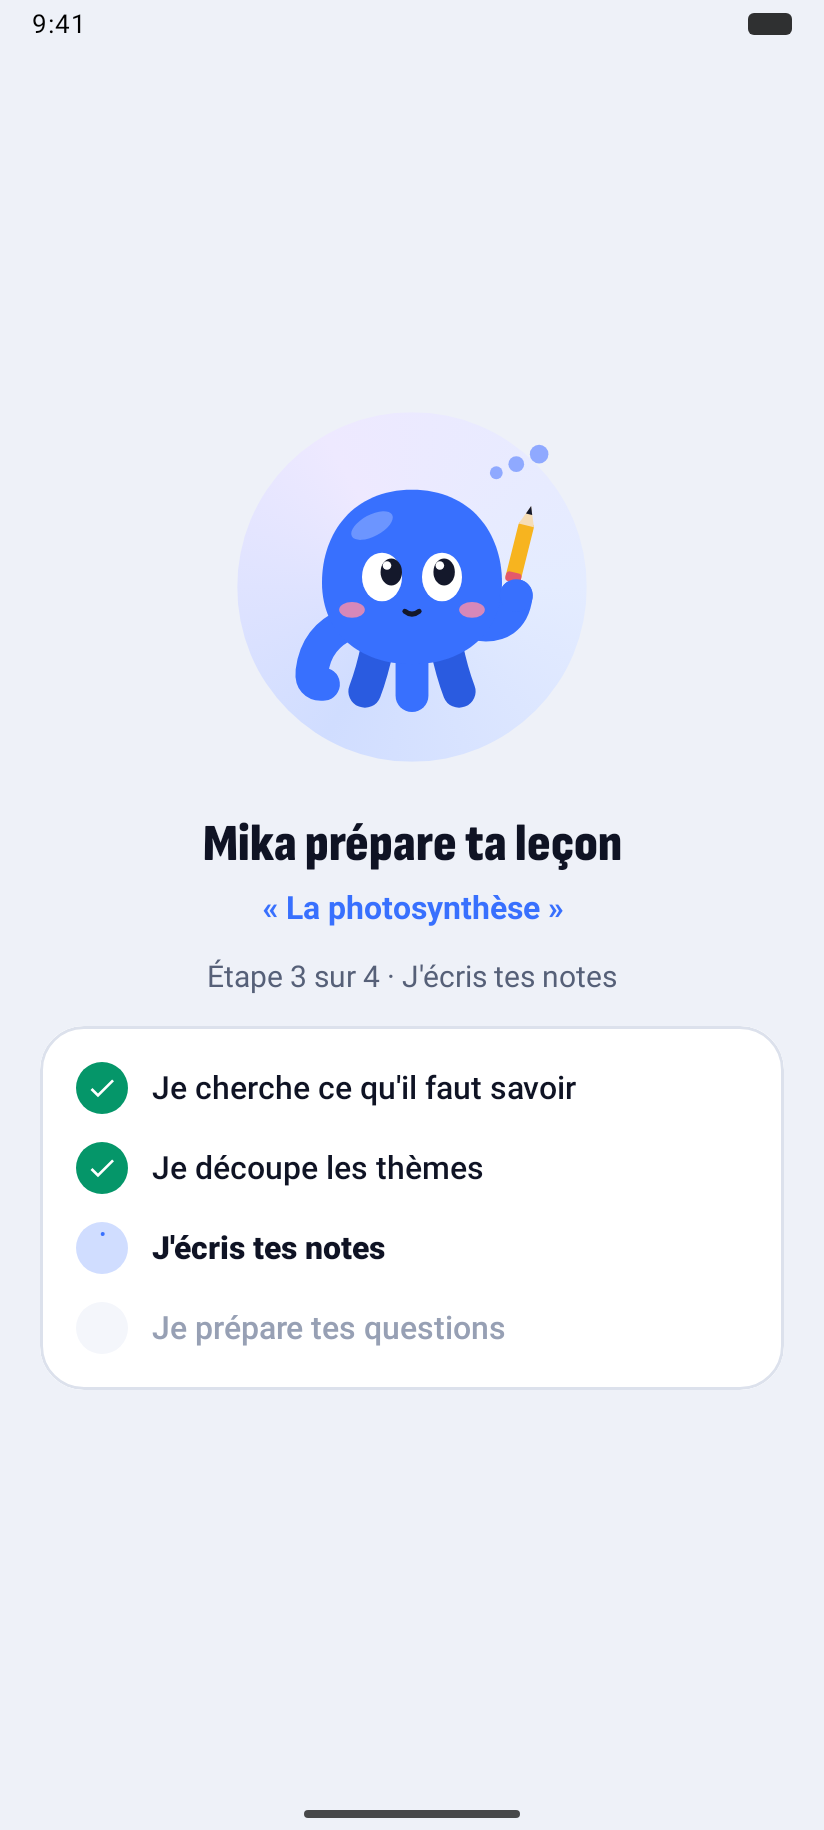 9:41
Mika prépare ta leçon
« La photosynthèse »
Étape 3 sur 4 · J'écris tes notes
Je cherche ce qu'il faut savoir
Je découpe les thèmes
J'écris tes notes
Je prépare tes questions